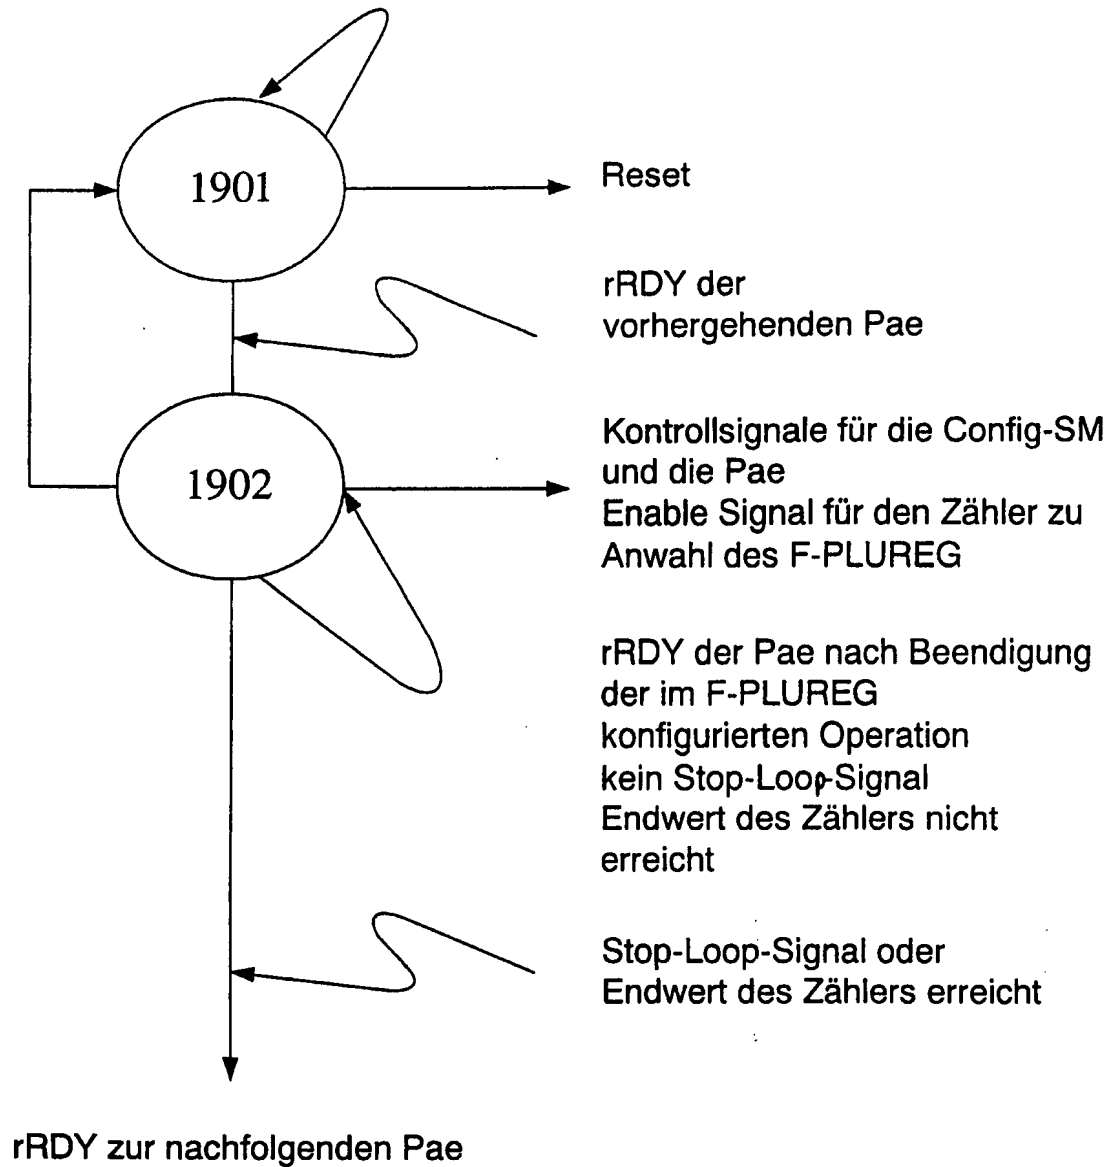 1901
Reset
rRDY der
vorhergehenden Pae
1902
Kontrollsignale für die Config-SM
und die Pae
Enable Signal für den Zähler zu
Anwahl des F-PLUREG
rRDY der Pae nach Beendigung
der im F-PLUREG
konfigurierten Operation
kein Stop-Loop-Signal
Endwert des Zählers nicht
erreicht
Stop-Loop-Signal oder
Endwert des Zählers erreicht
rRDY zur nachfolgenden Pae